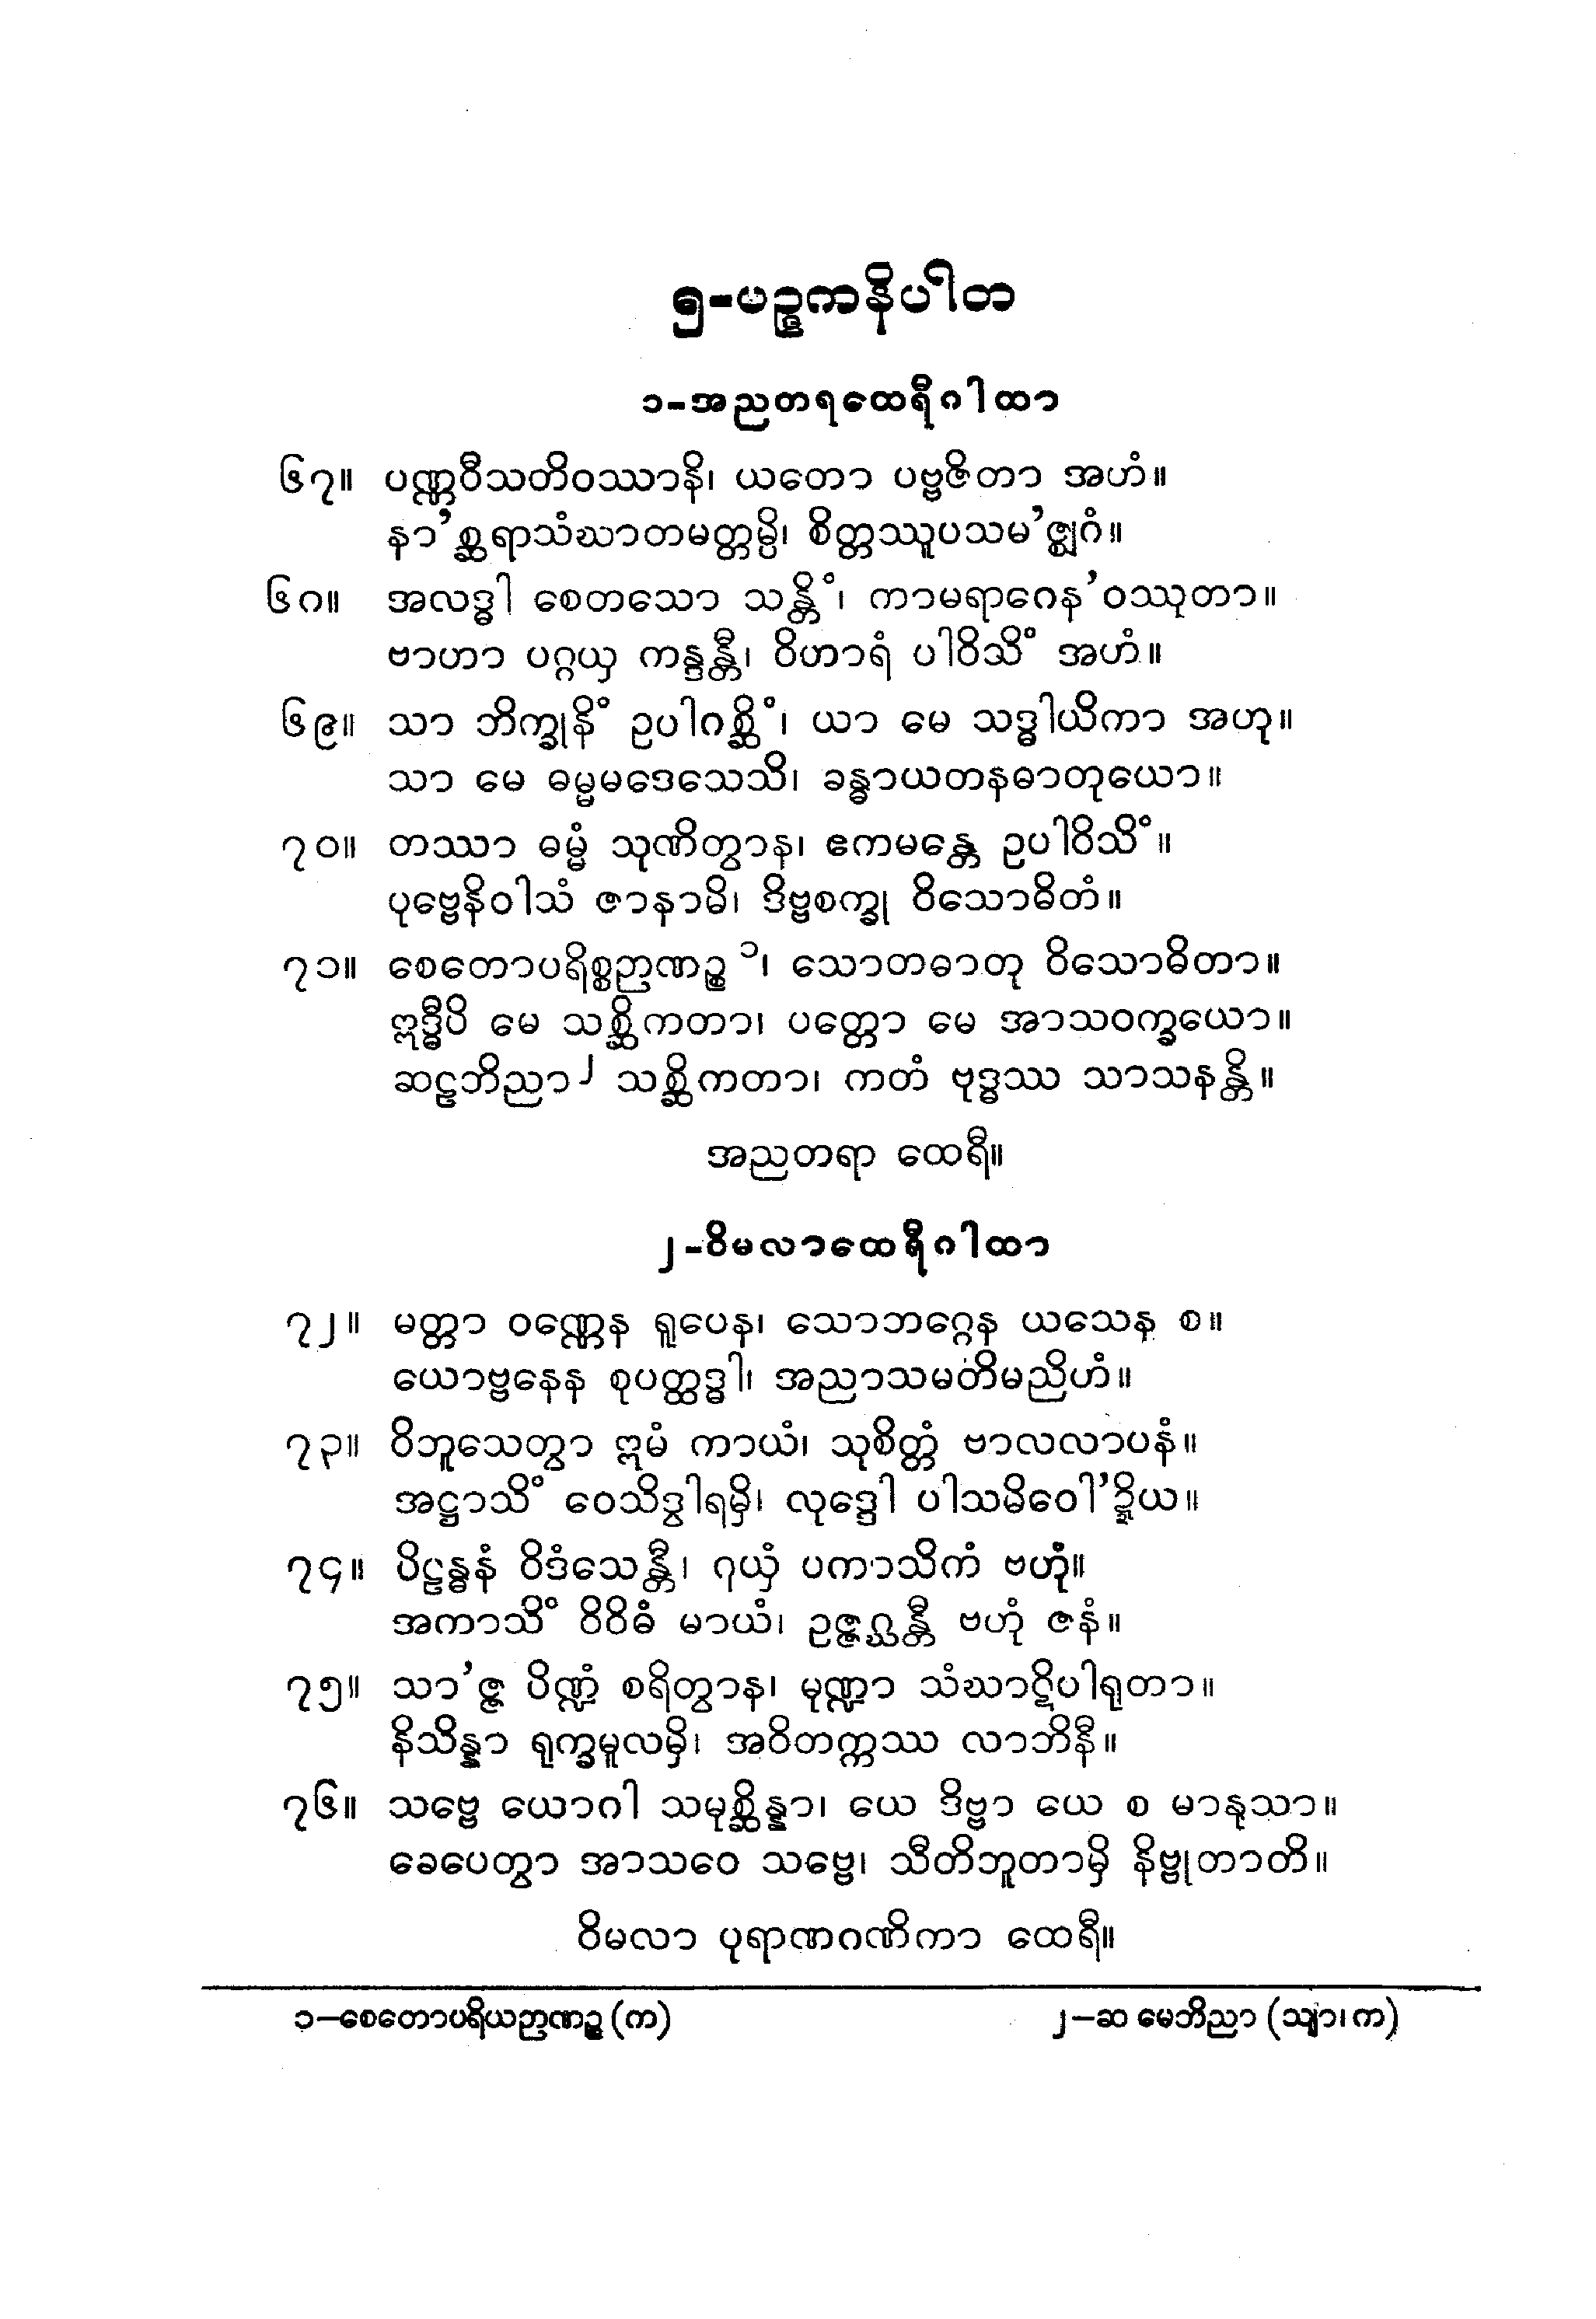 ၅-ပဉ္စကနိပါတ
၁-အညတရထေရီဂါထာ
၆၇။ ပဏ္ဏဝီသတိဝဿာနိ၊ ယတော ပဗ္ဗဇိတာ အဟံ။
နာ’စ္ဆရာသံဃာတမတ္တမ္ပိ၊ စိတ္တဿူပသမ’ဇ္ဈဂံ။
၆၈။ အလဒ္ဓါ စေတသော သန္တိံ၊ ကာမရာဂေန’ဝဿုတာ။
ဗာဟာ ပဂ္ဂယှ ကန္ဒန္တီ၊ ဝိဟာရံ ပါဝိသိံ အဟံ။
၆၉။ သာ ဘိက္ခုနိံ ဥပါဂစ္ဆိံ၊ ယာ မေ သဒ္ဓါယိကာ အဟု။
သာ မေ ဓမ္မမဒေသေသိ၊ ခန္ဓာယတနဓာတုယော။
၇၀။ တဿာ ဓမ္မံ သုဏိတွာန၊ ဧကမန္တေ ဥပါဝိသိံ။
ပုဗ္ဗေနိဝါသံ ဇာနာမိ၊ ဒိဗ္ဗစက္ခု ဝိသောဓိတံ။
၇၁။ စေတောပရိစ္စဉာဏဉ္စ ၁၊ သောတဓာတု ဝိသောဓိတာ။
ဣဒ္ဓီပိ မေ သစ္ဆိကတာ၊ ပတ္တော မေ အာသဝက္ခယော။
ဆဠဘိညာ၂ သစ္ဆိကတာ၊ ကတံ ဗုဒ္ဓဿ သာသနန္တိ။
အညတရာ ထေရီ။
၂-ဝိမလာထေရီဂါထာ
၇၂။ မတ္တာ ဝဏ္ဏေန ရူပေန၊ သောဘဂ္ဂေန ယသေန စ။
ယောဗ္ဗနေန စုပတ္ထဒ္ဓါ၊ အညာသမတိမညိဟံ။
၇၃။ ဝိဘူသေတွာ ဣမံ ကာယံ၊ သုစိတ္တံ ဗာလလာပနံ။
အဋ္ဌာသိံ ဝေသိဒွါရမှိ၊ လုဒ္ဒေါ ပါသမိဝေါ’ဍ္ဍိယ။
၇၄။ ပိဠန္ဓနံ ဝိဒံသေန္တီ၊ ဂုယှံ ပကာသိကံ ဗဟုံ။
အကာသိံ ဝိဝိဓံ မာယံ၊ ဥဇ္ဇဂ္ဃန္တီ ဗဟုံ ဇနံ။
၇၅။ သာ’ဇ္ဇ ပိဏ္ဍံ စရိတွာန၊ မုဏ္ဍာ သံဃာဋိပါရုတာ။
နိသိန္နာ ရုက္ခမူလမှိ၊ အဝိတက္ကဿ လာဘိနီ။
၇၆။ သဗ္ဗေ ယောဂါ သမုစ္ဆိန္နာ၊ ယေ ဒိဗ္ဗာ ယေ စ မာနုသာ။
ခေပေတွာ အာသဝေ သဗ္ဗေ၊ သီတိဘူတာမှိ နိဗ္ဗုတာတိ။
ဝိမလာ ပုရာဏဂဏိကာ ထေရီ။
၁–စေတောပရိယဉာဏဉ္စ (က) ၂–ဆ မေဘိညာ (သျာ၊ က)